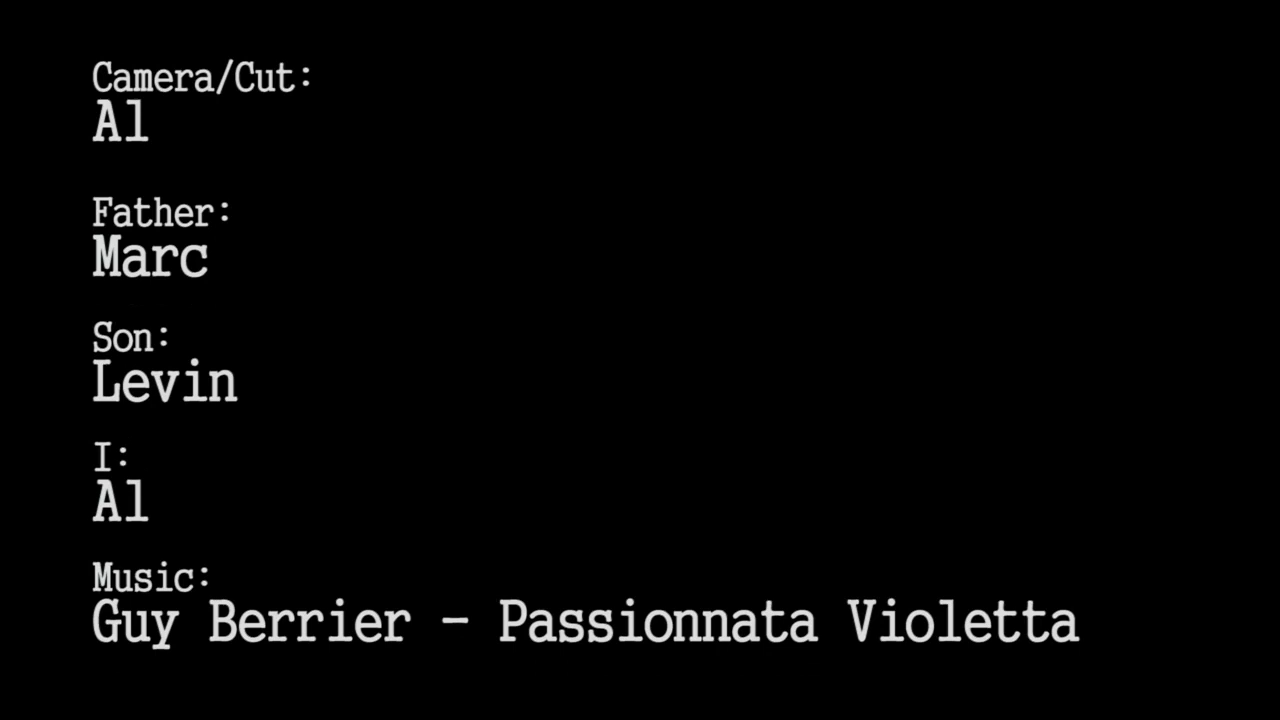 Camera/Cut:
Al
Father:
Marc
Son:
Levin
I:
Al
Music:
Guy Berrier - Passionnata Violetta